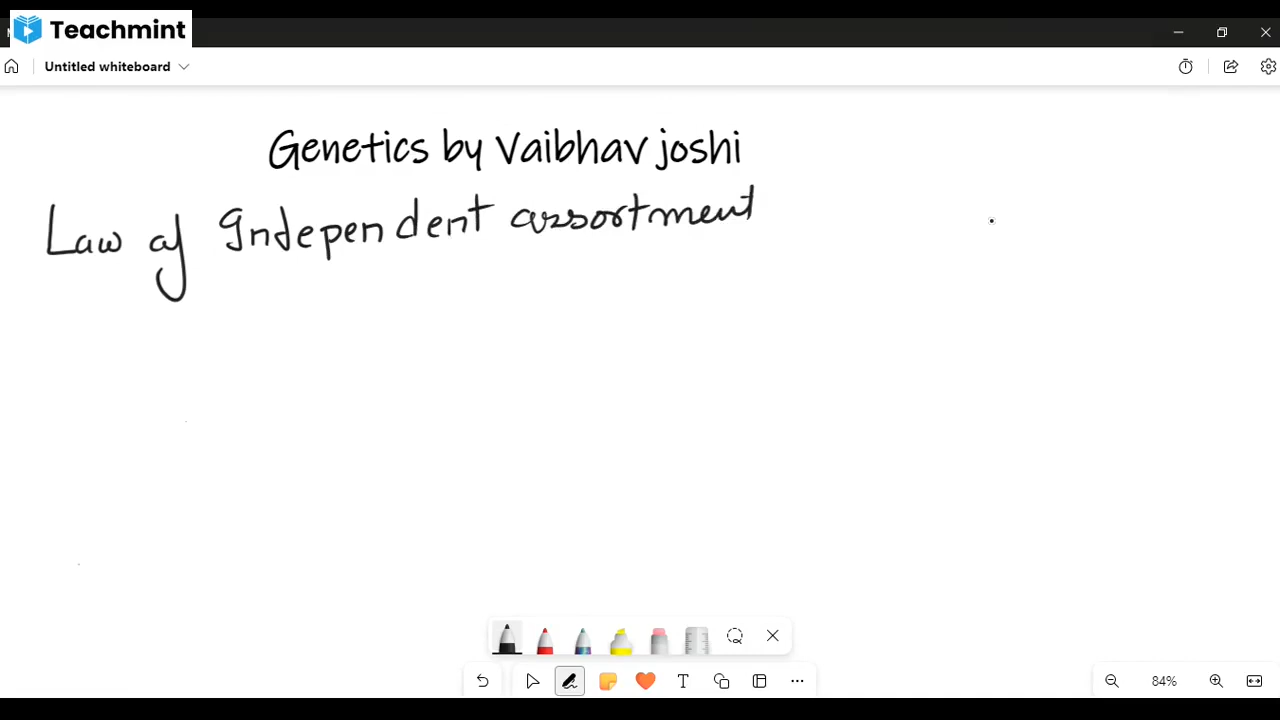 Teachmint
Untitled whiteboard
Genetics by Vaibhav joshi
Law of Independent assortment
84%